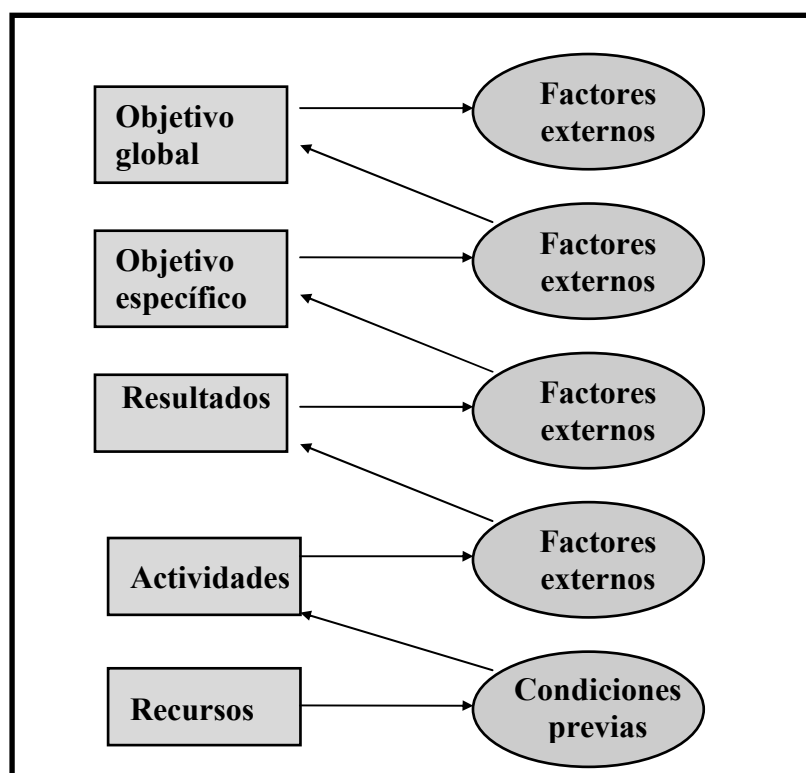 Objetivo
global
Factores
externos
Objetivo
específico
Factores
externos
Resultados
Factores
externos
Actividades
Factores
externos
Recursos
Condiciones
previas